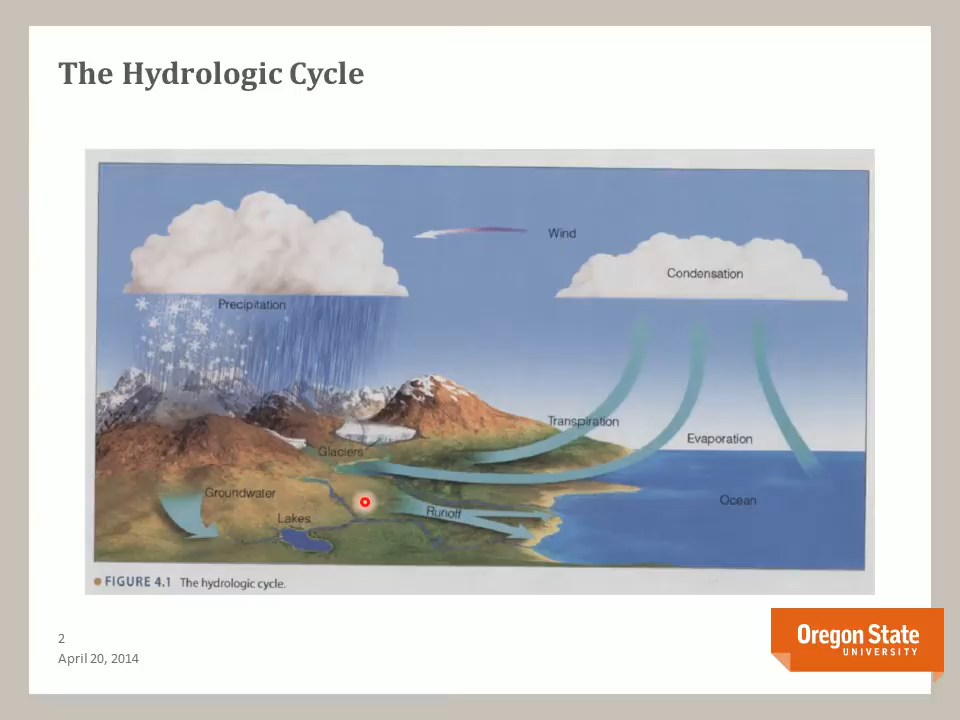 The Hydrologic Cycle
Wind
Condensation
Precipitation
Transpiration
Evaporation
Glaciers
Groundwater
Ocean
Lakes
Runoff
FIGURE 4.1 The hydrologic cycle.
2
April 20, 2014
Oregon State
UNIVERSITY